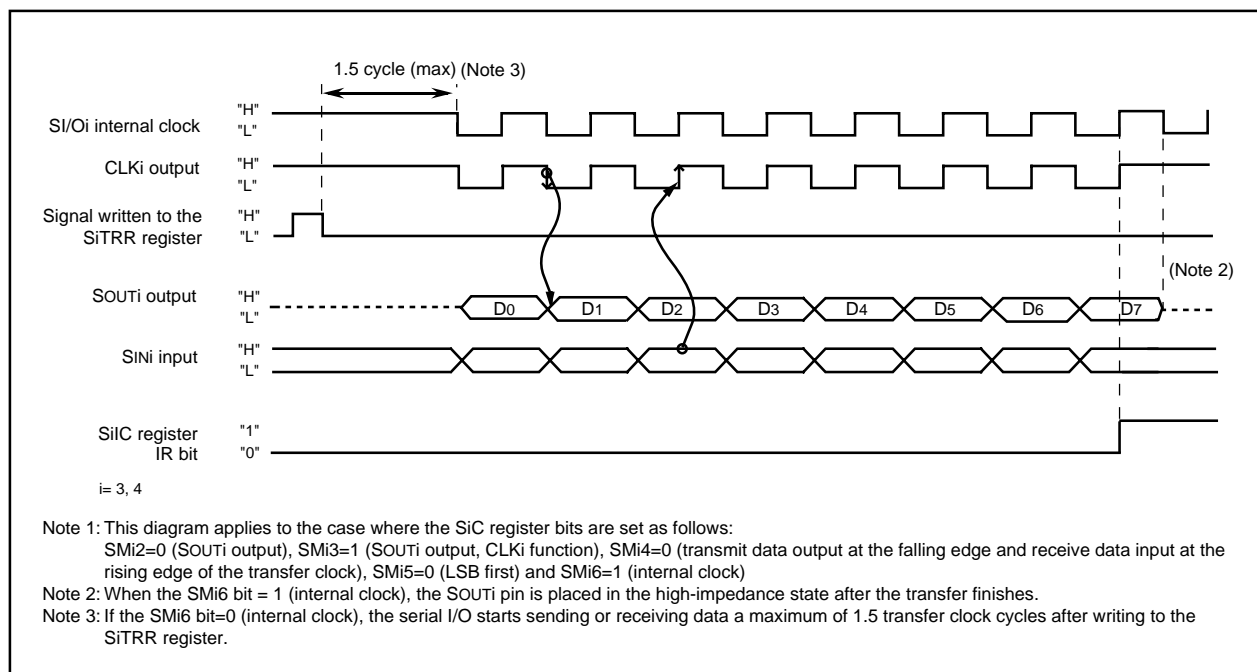 1.5 cycle (max) (Note 3)
SI/Oi internal clock
"H"
"L"
CLKi output
"H"
"L"
Signal written to the
SiTRR register
"H"
"L"
(Note 2)
SOUTi output
"H"
"L"
D0 D1 D2 D3 D4 D5 D6 D7
SINi input
"H"
"L"
SiIC register
IR bit
"1"
"0"
i= 3, 4
Note 1: This diagram applies to the case where the SiC register bits are set as follows:
SMi2=0 (SOUTi output), SMi3=1 (SOUTi output, CLKi function), SMi4=0 (transmit data output at the falling edge and receive data input at the
rising edge of the transfer clock), SMi5=0 (LSB first) and SMi6=1 (internal clock)
Note 2: When the SMi6 bit = 1 (internal clock), the SOUTi pin is placed in the high-impedance state after the transfer finishes.
Note 3: If the SMi6 bit=0 (internal clock), the serial I/O starts sending or receiving data a maximum of 1.5 transfer clock cycles after writing to the
SiTRR register.